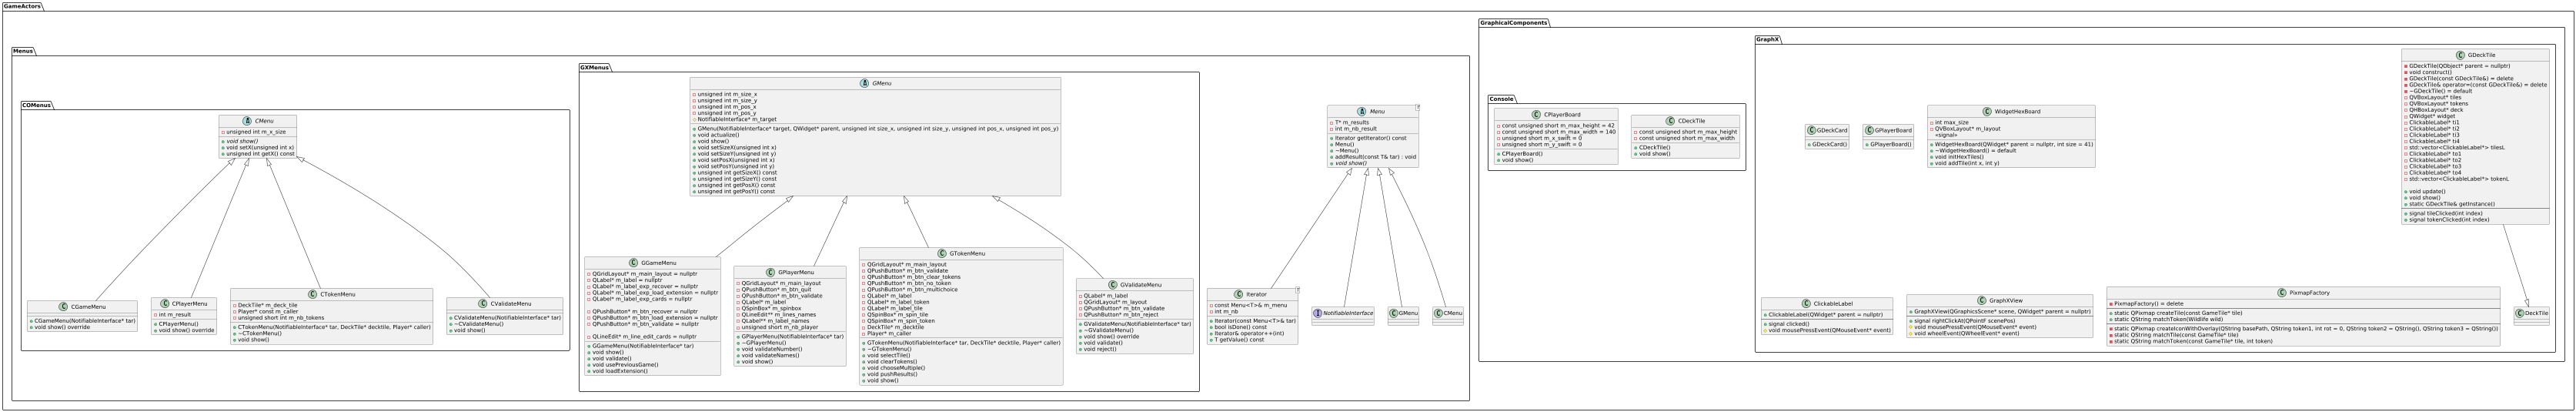 GameActors
Menus
COMenus
CMenu
unsigned int m_x_size
void show()
void setX(unsigned int x)
unsigned int getX() const
CGameMenu
CGameMenu(NotifiableInterface* tar)
void show() override
CPlayerMenu
int m_result
CPlayerMenu()
void show() override
CTokenMenu
DeckTile* m_deck_tile
Player* const m_caller
unsigned short int m_nb_tokens
CTokenMenu(NotifiableInterface* tar, DeckTile* decktile, Player* caller)
~CTokenMenu()
void show()
CValidateMenu
CValidateMenu(NotifiableInterface* tar)
~CValidateMenu()
void show()
GXMenus
GMenu
unsigned int m_size_x
unsigned int m_size_y
unsigned int m_pos_x
unsigned int m_pos_y
NotifiableInterface* m_target
GMenu(NotifiableInterface* target, QWidget* parent, unsigned int size_x, unsigned int size_y, unsigned int pos_x, unsigned int pos_y)
void actualize()
void show()
void setSizeX(unsigned int x)
void setSizeY(unsigned int y)
void setPosX(unsigned int x)
void setPosY(unsigned int y)
unsigned int getSizeX() const
unsigned int getSizeY() const
unsigned int getPosX() const
unsigned int getPosY() const
GGameMenu
QGridLayout* m_main_layout = nullptr
QLabel* m_label = nullptr
QLabel* m_label_exp_recover = nullptr
QLabel* m_label_exp_load_extension = nullptr
QLabel* m_label_exp_cards = nullptr
QPushButton* m_btn_recover = nullptr
QPushButton* m_btn_load_extension = nullptr
QPushButton* m_btn_validate = nullptr
QLineEdit* m_line_edit_cards = nullptr
GGameMenu(NotifiableInterface* tar)
void show()
void validate()
void usePreviousGame()
void loadExtension()
GPlayerMenu
QGridLayout* m_main_layout
QPushButton* m_btn_quit
QPushButton* m_btn_validate
QLabel* m_label
QSpinBox* m_spinbox
QLineEdit** m_lines_names
QLabel** m_label_names
unsigned short m_nb_player
GPlayerMenu(NotifiableInterface* tar)
~GPlayerMenu()
void validateNumber()
void validateNames()
void show()
GTokenMenu
QGridLayout* m_main_layout
QPushButton* m_btn_validate
QPushButton* m_btn_clear_tokens
QPushButton* m_btn_no_token
QPushButton* m_btn_multichoice
QLabel* m_label
QLabel* m_label_token
QLabel* m_label_tile
QSpinBox* m_spin_tile
QSpinBox* m_spin_token
DeckTile* m_decktile
Player* m_caller
GTokenMenu(NotifiableInterface* tar, DeckTile* decktile, Player* caller)
~GTokenMenu()
void selectTile()
void clearTokens()
void chooseMultiple()
void pushResults()
void show()
GValidateMenu
QLabel* m_label
QGridLayout* m_layout
QPushButton* m_btn_validate
QPushButton* m_btn_reject
GValidateMenu(NotifiableInterface* tar)
~GValidateMenu()
void show() override
void validate()
void reject()
Menu
T
T* m_results
int m_nb_result
Iterator getIterator() const
Menu()
~Menu()
addResult(const T& tar) : void
void show()
Iterator
T
const Menu<T>& m_menu
int m_nb
Iterator(const Menu<T>& tar)
bool isDone() const
Iterator& operator++(int)
T getValue() const
NotifiableInterface
GMenu
CMenu
GraphicalComponents
Console
CPlayerBoard
const unsigned short m_max_height = 42
const unsigned short m_max_width = 140
unsigned short m_x_swift = 0
unsigned short m_y_swift = 0
CPlayerBoard()
void show()
CDeckTile
const unsigned short m_max_height
const unsigned short m_max_width
CDeckTile()
void show()
GraphX
GDeckCard
GDeckCard()
GPlayerBoard
GPlayerBoard()
WidgetHexBoard
int max_size
QVBoxLayout* m_layout
«signal»
WidgetHexBoard(QWidget* parent = nullptr, int size = 41)
~WidgetHexBoard() = default
void initHexTiles()
void addTile(int x, int y)
GDeckTile
GDeckTile(QObject* parent = nullptr)
void construct()
GDeckTile(const GDeckTile&) = delete
GDeckTile& operator=(const GDeckTile&) = delete
~GDeckTile() = default
QVBoxLayout* tiles
QVBoxLayout* tokens
QHBoxLayout* deck
QWidget* widget
ClickableLabel* ti1
ClickableLabel* ti2
ClickableLabel* ti3
ClickableLabel* ti4
std::vector<ClickableLabel*> tilesL
ClickableLabel* to1
ClickableLabel* to2
ClickableLabel* to3
ClickableLabel* to4
std::vector<ClickableLabel*> tokenL
void update()
void show()
static GDeckTile& getInstance()
signal tileClicked(int index)
signal tokenClicked(int index)
ClickableLabel
ClickableLabel(QWidget* parent = nullptr)
signal clicked()
void mousePressEvent(QMouseEvent* event)
GraphXView
GraphXView(QGraphicsScene* scene, QWidget* parent = nullptr)
signal rightClickAt(QPointF scenePos)
void mousePressEvent(QMouseEvent* event)
void wheelEvent(QWheelEvent* event)
PixmapFactory
PixmapFactory() = delete
static QPixmap createTile(const GameTile* tile)
static QString matchToken(Wildlife wild)
static QPixmap createIconWithOverlay(QString basePath, QString token1, int rot = 0, QString token2 = QString(), QString token3 = QString())
static QString matchTile(const GameTile* tile)
static QString matchToken(const GameTile* tile, int token)
DeckTile